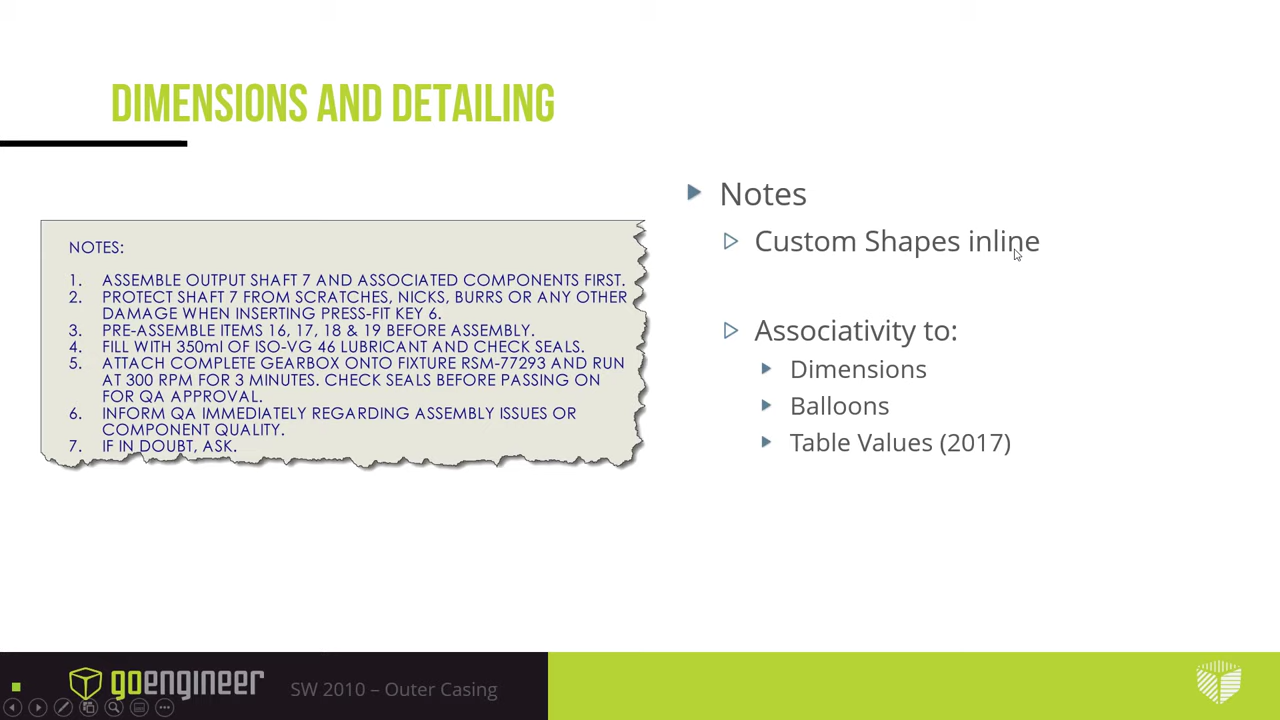 DIMENSIONS AND DETAILING
NOTES:
1. ASSEMBLE OUTPUT SHAFT 7 AND ASSOCIATED COMPONENTS FIRST.
2. PROTECT SHAFT 7 FROM SCRATCHES, NICKS, BURRS OR ANY OTHER
DAMAGE WHEN INSERTING PRESS-FIT KEY 6.
3. PRE-ASSEMBLE ITEMS 16, 17, 18 & 19 BEFORE ASSEMBLY.
4. FILL WITH 350ml OF ISO-VG 46 LUBRICANT AND CHECK SEALS.
5. ATTACH COMPLETE GEARBOX ONTO FIXTURE RSM-77293 AND RUN
AT 300 RPM FOR 3 MINUTES. CHECK SEALS BEFORE PASSING ON
FOR QA APPROVAL.
6. INFORM QA IMMEDIATELY REGARDING ASSEMBLY ISSUES OR
COMPONENT QUALITY.
7. IF IN DOUBT, ASK.
Notes
Custom Shapes inline
Associativity to:
Dimensions
Balloons
Table Values (2017)
goengineer
SW 2010 – Outer Casing